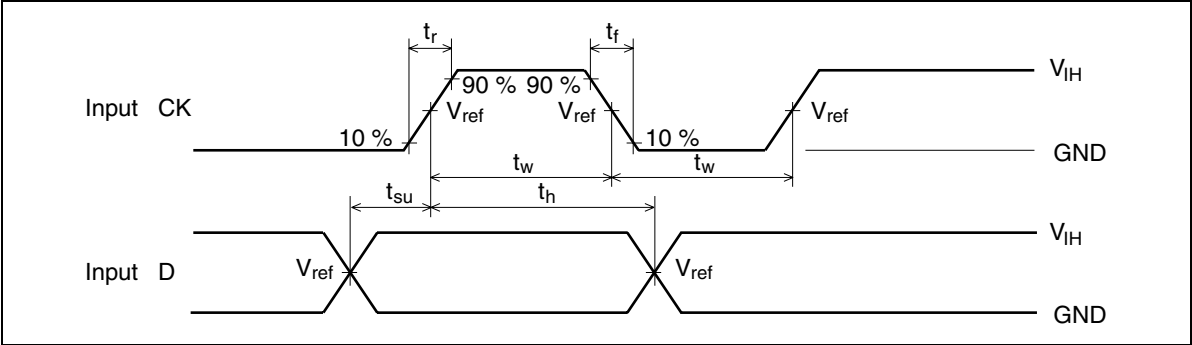 tr tf
VIH
90 % 90 %
Input CK Vref Vref Vref
10 % 10 %
GND
tw tw
tsu th
VIH
Input D Vref Vref
GND